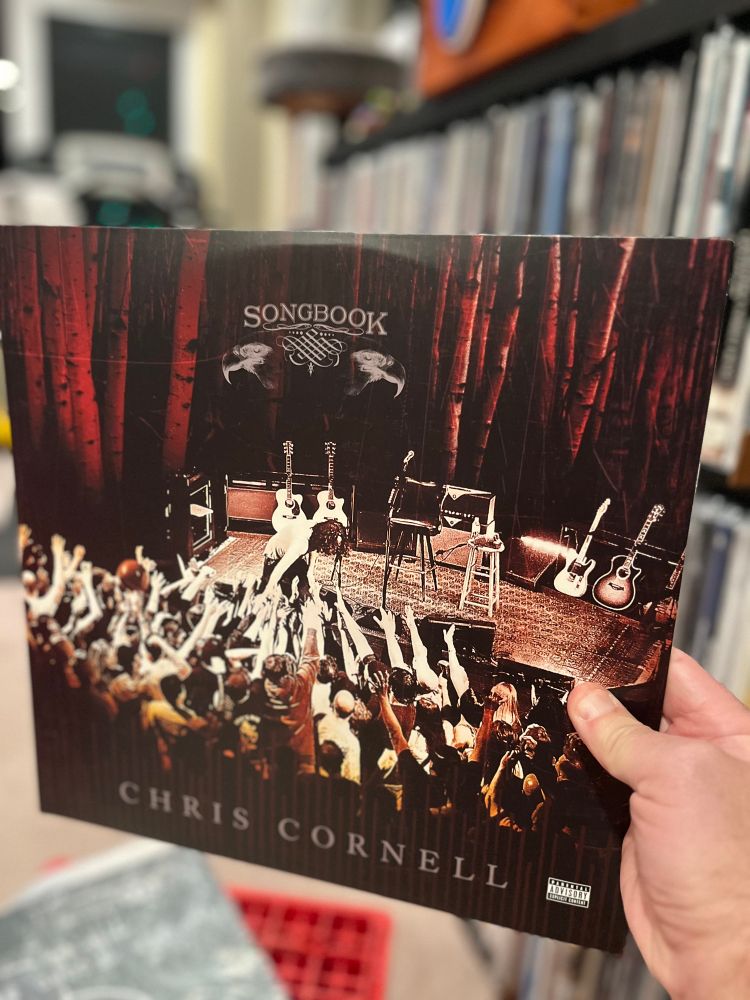 SONGBOOK
CHRIS CORNELL
PARENTAL
ADVISORY
EXPLICIT CONTENT